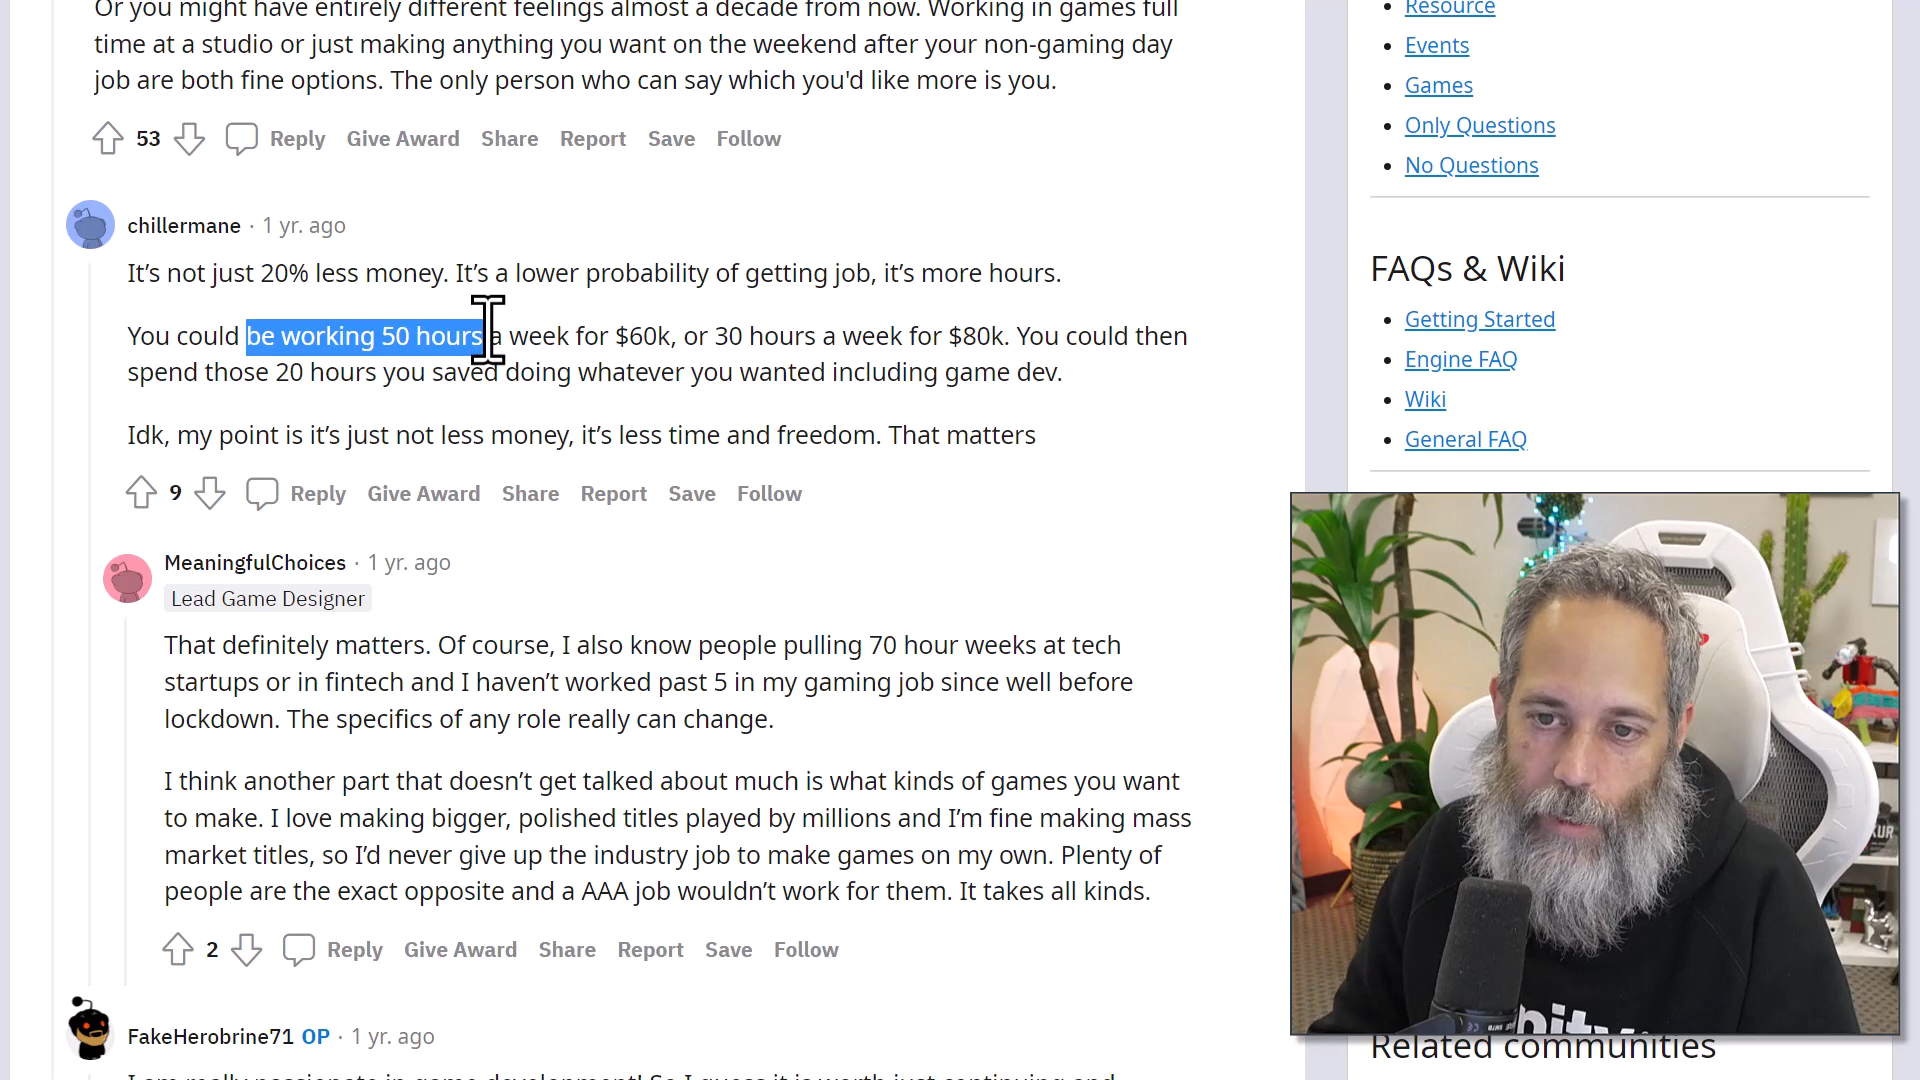 Or you might have entirely different feelings almost a decade from now. Working in games full
time at a studio or just making anything you want on the weekend after your non-gaming day
job are both fine options. The only person who can say which you'd like more is you.
53 Reply Give Award Share Report Save Follow
chillermane · 1 yr. ago
It’s not just 20% less money. It’s a lower probability of getting job, it’s more hours.
You could be working 50 hours a week for $60k, or 30 hours a week for $80k. You could then
spend those 20 hours you saved doing whatever you wanted including game dev.
Idk, my point is it’s just not less money, it’s less time and freedom. That matters
9 Reply Give Award Share Report Save Follow
MeaningfulChoices · 1 yr. ago
Lead Game Designer
That definitely matters. Of course, I also know people pulling 70 hour weeks at tech
startups or in fintech and I haven’t worked past 5 in my gaming job since well before
lockdown. The specifics of any role really can change.
I think another part that doesn’t get talked about much is what kinds of games you want
to make. I love making bigger, polished titles played by millions and I’m fine making mass
market titles, so I’d never give up the industry job to make games on my own. Plenty of
people are the exact opposite and a AAA job wouldn’t work for them. It takes all kinds.
2 Reply Give Award Share Report Save Follow
FakeHerobrine71 OP · 1 yr. ago
Resource
Events
Games
Only Questions
No Questions
FAQs & Wiki
Getting Started
Engine FAQ
Wiki
General FAQ
Related communities